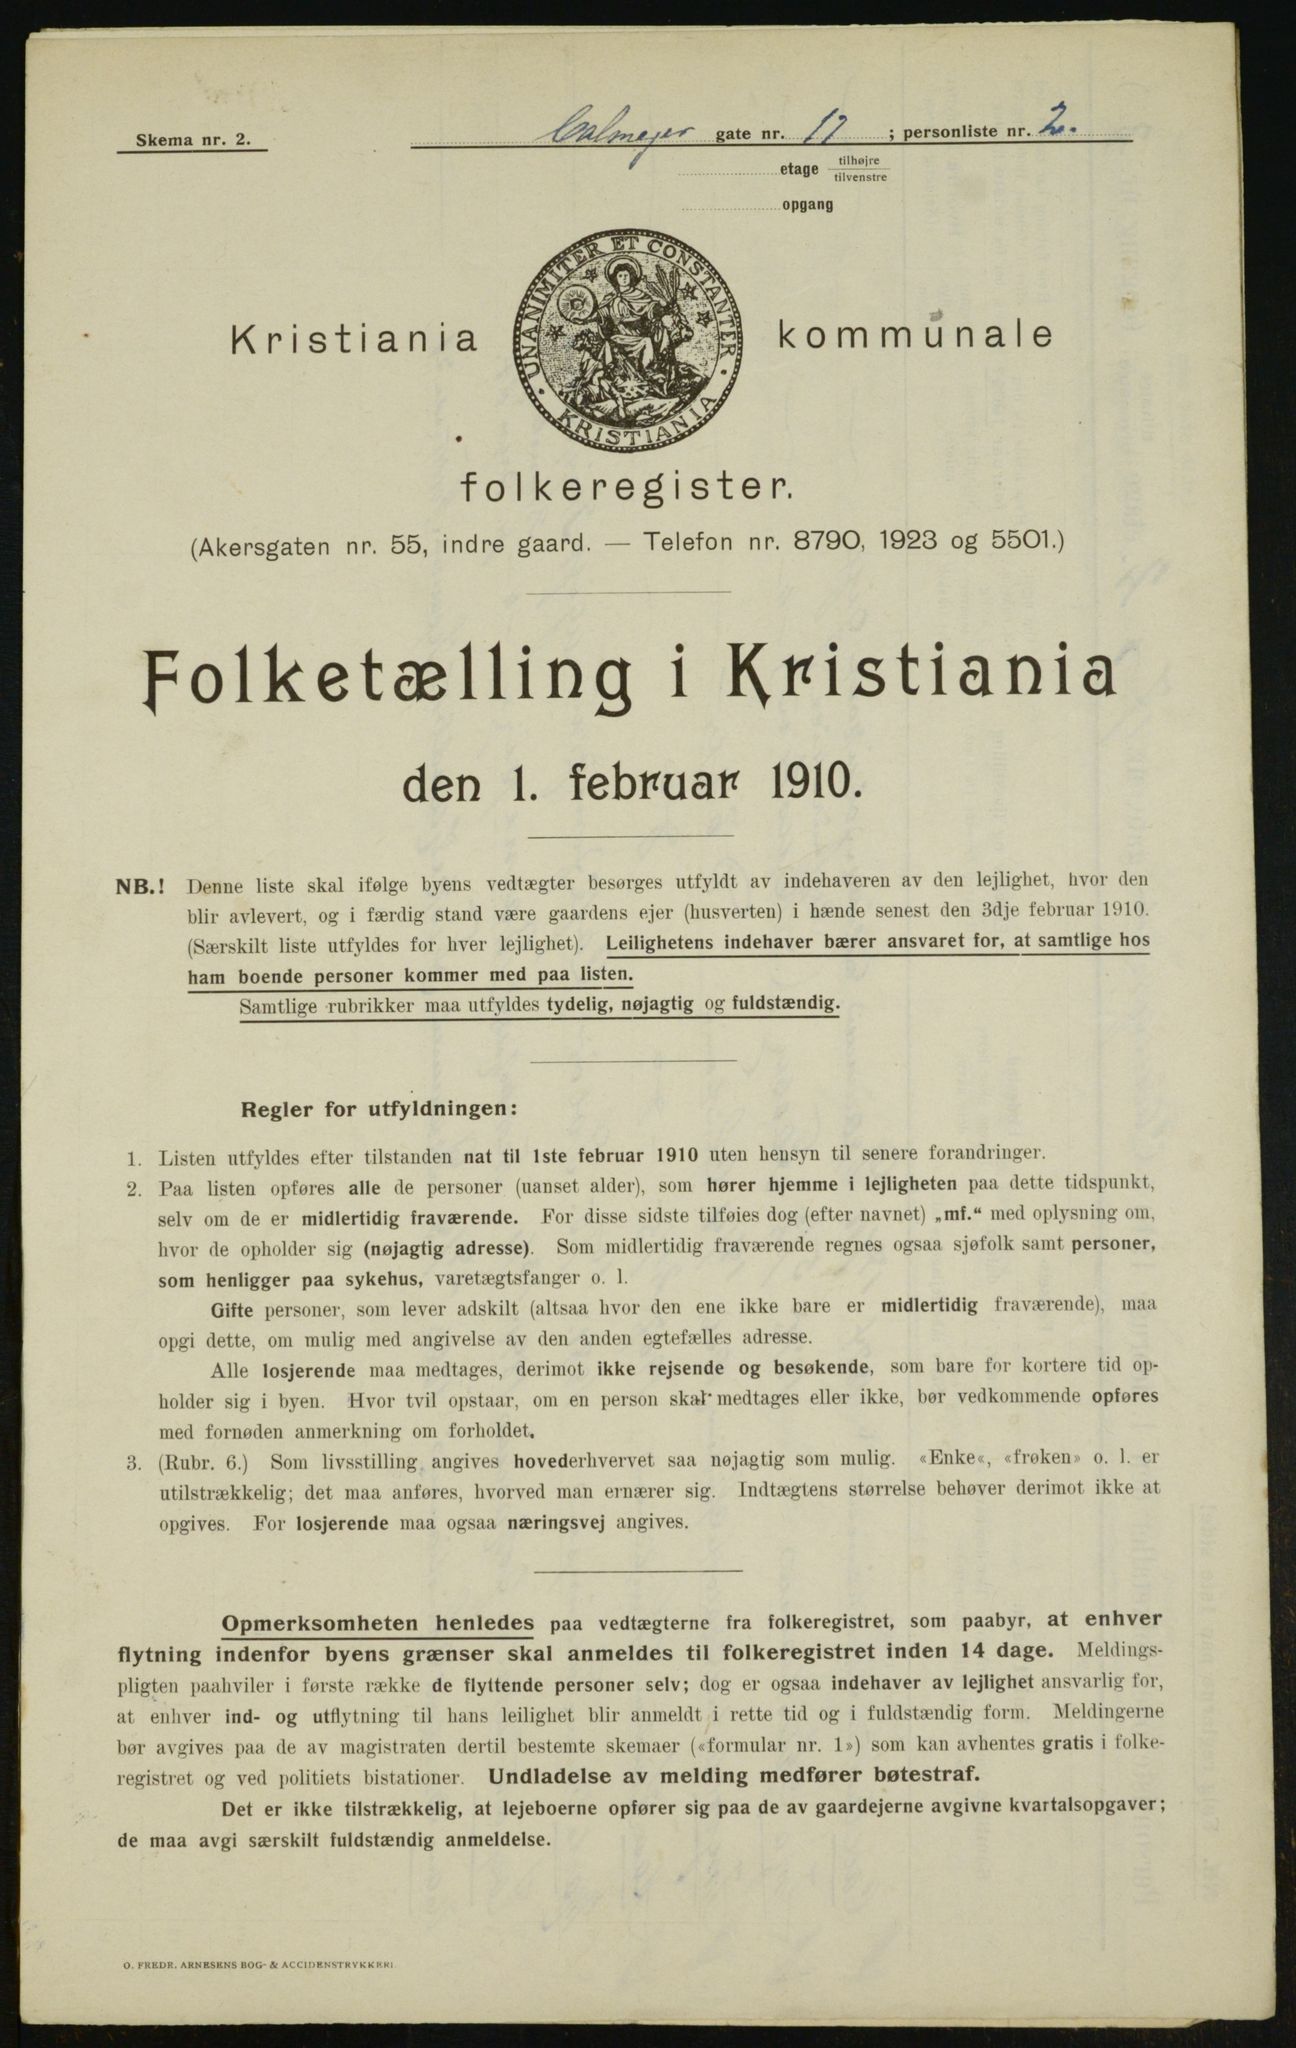 Skema nr. 2.
Calmeyer gate nr. 17 ; personliste nr. 2.
etage tilhøjre
tilvenstre
opgang
UNANIMITER ET CONSTANTER
KRISTIANIA
Kristiania kommunale
folkeregister.
(Akersgaten nr. 55, indre gaard. — Telefon nr. 8790, 1923 og 5501.)
Folketælling i Kristiania
den 1. februar 1910.
NB.! Denne liste skal ifølge byens vedtægter besørges utfyldt av indehaveren av den lejlighet, hvor den
blir avlevert, og i færdig stand være gaardens ejer (husverten) i hænde senest den 3dje februar 1910.
(Særskilt liste utfyldes for hver lejlighet). Leilighetens indehaver bærer ansvaret for, at samtlige hos
ham boende personer kommer med paa listen.
Samtlige rubrikker maa utfyldes tydelig, nøjagtig og fuldstændig.
Regler for utfyldningen:
1. Listen utfyldes efter tilstanden nat til 1ste februar 1910 uten hensyn til senere forandringer.
2. Paa listen opføres alle de personer (uanset alder), som hører hjemme i lejligheten paa dette tidspunkt,
selv om de er midlertidig fraværende. For disse sidste tilføies dog (efter navnet) „mf.“ med oplysning om,
hvor de opholder sig (nøjagtig adresse). Som midlertidig fraværende regnes ogsaa sjøfolk samt personer,
som henligger paa sykehus, varetægtsfanger o. l.
Gifte personer, som lever adskilt (altsaa hvor den ene ikke bare er midlertidig fraværende), maa
opgi dette, om mulig med angivelse av den anden egtefælles adresse.
Alle losjerende maa medtages, derimot ikke rejsende og besøkende, som bare for kortere tid op-
holder sig i byen. Hvor tvil opstaar, om en person skal medtages eller ikke, bør vedkommende opføres
med fornøden anmerkning om forholdet.
3. (Rubr. 6.) Som livsstilling angives hovederhvervet saa nøjagtig som mulig. «Enke«, «frøken» o. l. er
utilstrækkelig; det maa anføres, hvorved man ernærer sig. Indtægtens størrelse behøver derimot ikke at
opgives. For losjerende maa ogsaa næringsvej angives.
Opmerksomheten henledes paa vedtægterne fra folkeregistret, som paabyr, at enhver
flytning indenfor byens grænser skal anmeldes til folkeregistret inden 14 dage. Meldings-
pligten paahviler i første række de flyttende personer selv; dog er ogsaa indehaver av lejlighet ansvarlig for,
at enhver ind- og utflytning til hans leilighet blir anmeldt i rette tid og i fuldstændig form. Meldingerne
bør avgives paa de av magistraten dertil bestemte skemaer («formular nr. 1») som kan avhentes gratis i folke-
registret og ved politiets bistationer. Undladelse av melding medfører bøtestraf.
Det er ikke tilstrækkelig, at lejeboerne opfører sig paa de av gaardejerne avgivne kvartalsopgaver;
de maa avgi særskilt fuldstændig anmeldelse.
O. FREDR. ARNESENS BOG- & ACCIDENSTRYKKERI.